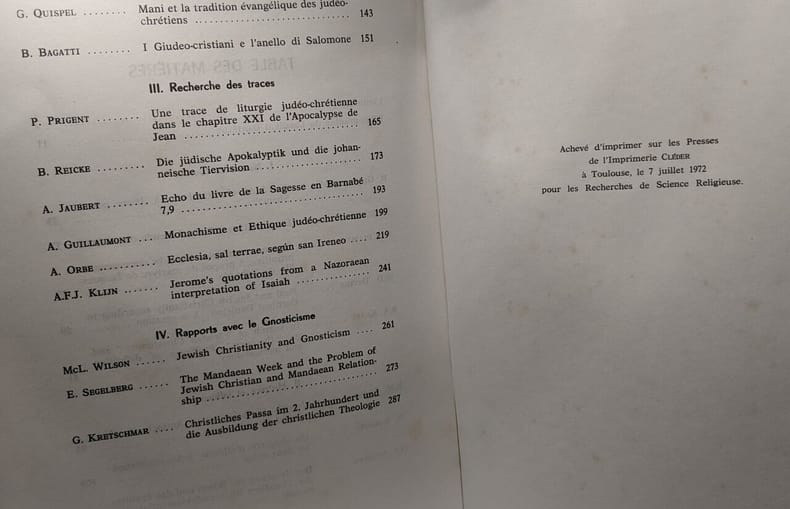 G. QUISPEL ........ Mani et la tradition évangélique des judéo-
chrétiens .............................. 143
B. BAGATTI ........ I Giudeo-cristiani e l'anello di Salomone 151
III. Recherche des traces
P. PRIGENT ........ Une trace de liturgie judéo-chrétienne
dans le chapitre XXI de l'Apocalypse de
Jean .............................. 165
B. REICKE ......... Die jüdische Apokalyptik und die johan-
neische Tiervision .................... 173
A. JAUBERT ........ Echo du livre de la Sagesse en Barnabé
7,9 .............................. 193
A. GUILLAUMONT ... Monachisme et Ethique judéo-chrétienne 199
A. ORBE ........... Ecclesia, sal terrae, según san Ireneo .... 219
A.F.J. KLIJN ....... Jerome's quotations from a Nazoraean
interpretation of Isaiah .............. 241
IV. Rapports avec le Gnosticisme
MCL. WILSON ...... Jewish Christianity and Gnosticism .... 261
E. SEGELBERG ...... The Mandaean Week and the Problem of
Jewish Christian and Mandaean Relation-
ship .............................. 273
G. KRETSCHMAR .... Christliches Passa im 2. Jahrhundert und
die Ausbildung der christlichen Theologie 287
Achevé d'imprimer sur les Presses
de l'Imprimerie CLÉDER
à Toulouse, le 7 juillet 1972
pour les Recherches de Science Religieuse.